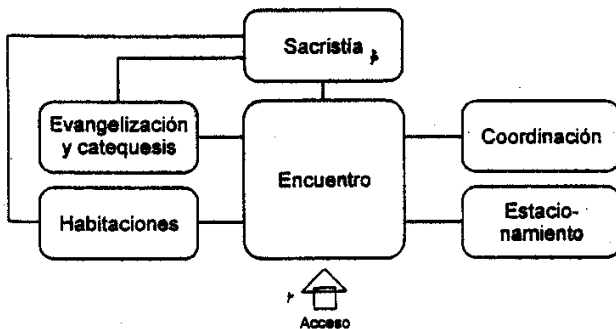 Sacristía
Evangelización
y catequesis
Encuentro
Coordinación
Habitaciones
Estacio-
namiento
Acceso